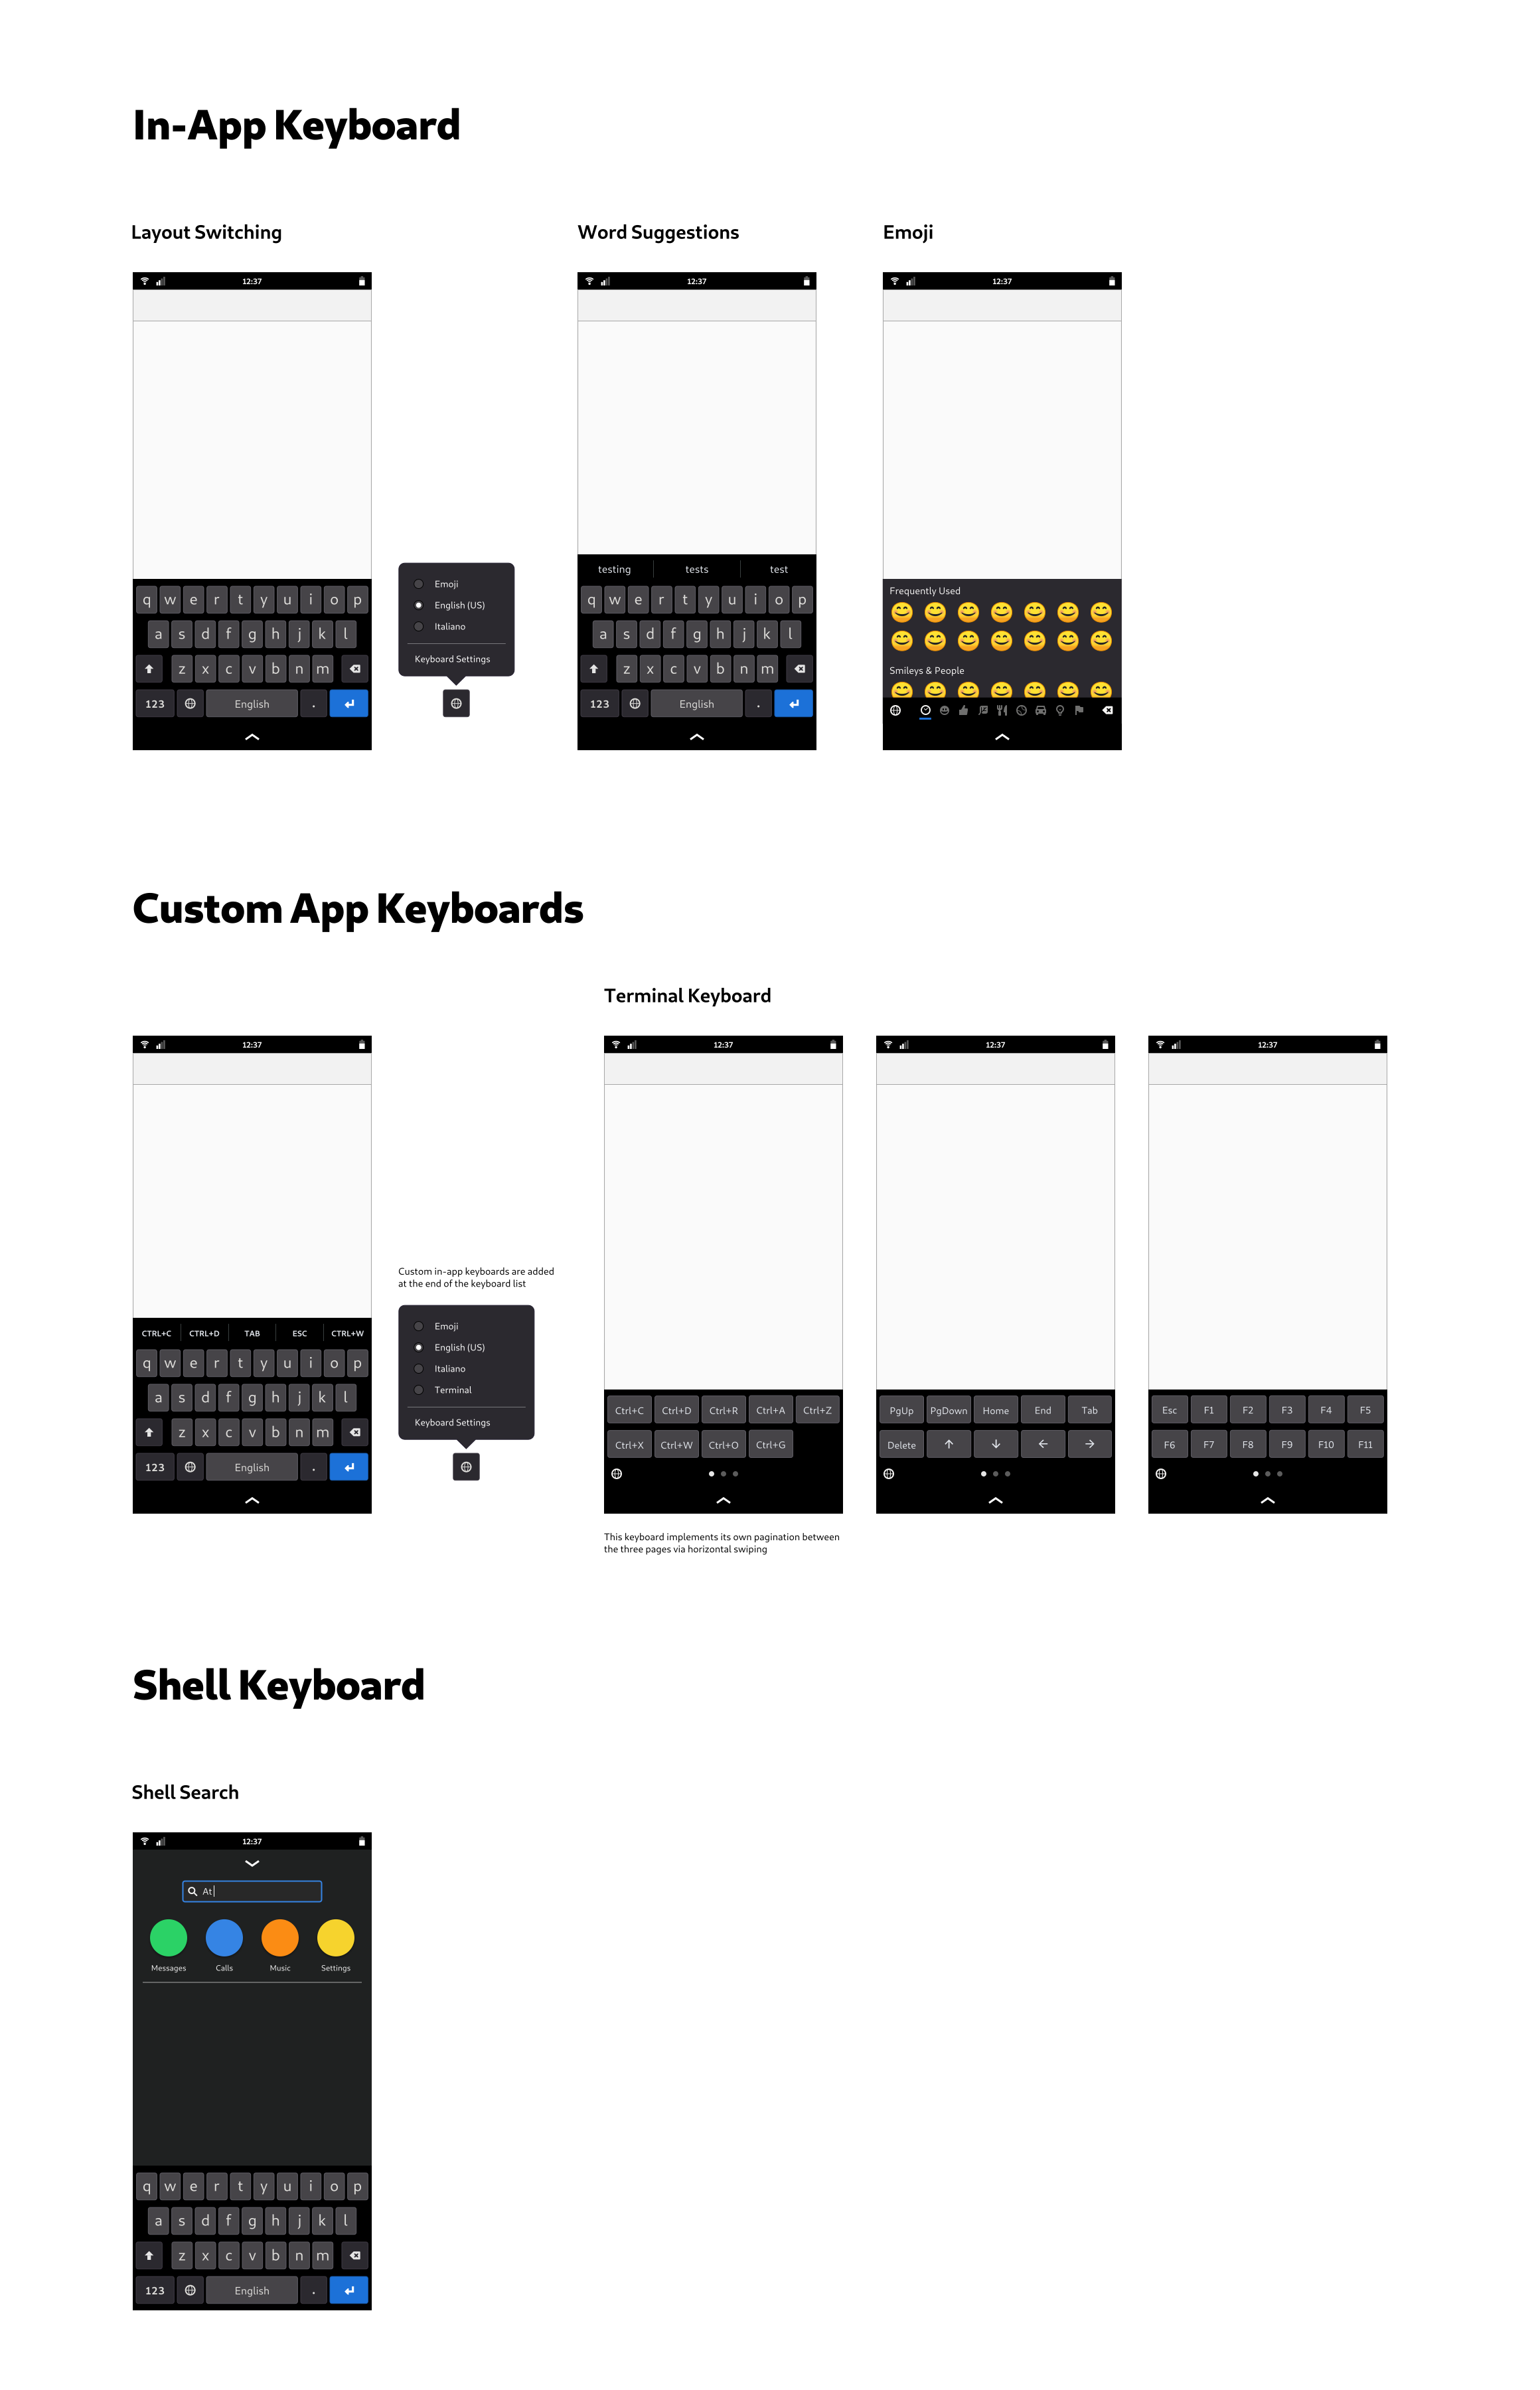 In-App Keyboard
Layout Switching
12:37
q w e r t y u i o p
a s d f g h j k l
z x c v b n m
123 English .
Emoji
English (US)
Italiano
Keyboard Settings
Word Suggestions
12:37
testing tests test
q w e r t y u i o p
a s d f g h j k l
z x c v b n m
123 English .
Emoji
12:37
Frequently Used
Smileys & People
Custom App Keyboards
12:37
CTRL+C CTRL+D TAB ESC CTRL+W
q w e r t y u i o p
a s d f g h j k l
z x c v b n m
123 English .
Custom in-app keyboards are added
at the end of the keyboard list
Emoji
English (US)
Italiano
Terminal
Keyboard Settings
Terminal Keyboard
12:37
Ctrl+C Ctrl+D Ctrl+R Ctrl+A Ctrl+Z
Ctrl+X Ctrl+W Ctrl+O Ctrl+G
This keyboard implements its own pagination between
the three pages via horizontal swiping
12:37
PgUp PgDown Home End Tab
Delete ↑ ↓ ← →
12:37
Esc F1 F2 F3 F4 F5
F6 F7 F8 F9 F10 F11
Shell Keyboard
Shell Search
12:37
At
Messages Calls Music Settings
q w e r t y u i o p
a s d f g h j k l
z x c v b n m
123 English .